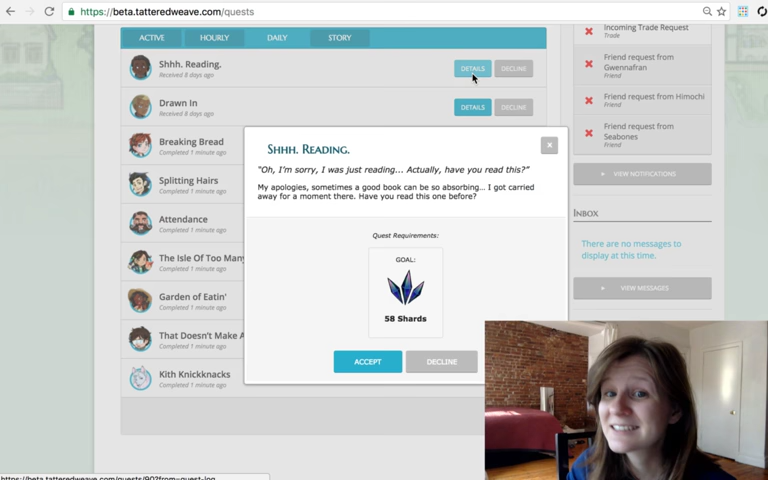 https://beta.tatteredweave.com/quests
ACTIVE
HOURLY
DAILY
STORY
Shhh. Reading.
Received 8 days ago
DETAILS
DECLINE
Drawn In
Received 8 days ago
DETAILS
DECLINE
Breaking Bread
Completed 1 minute ago
Splitting Hairs
Completed 1 minute ago
Attendance
Completed 1 minute ago
The Isle Of Too Many
Completed 1 minute ago
Garden of Eatin'
Completed 1 minute ago
That Doesn't Make A
Completed 1 minute ago
Kith Knickknacks
Completed 1 minute ago
Shhh. Reading.
×
"Oh, I'm sorry, I was just reading... Actually, have you read this?"
My apologies, sometimes a good book can be so absorbing... I got carried
away for a moment there. Have you read this one before?
Quest Requirements:
GOAL:
58 Shards
ACCEPT
DECLINE
Incoming Trade Request
Trade
Friend request from
Gwennafran
Friend
Friend request from Himochi
Friend
Friend request from
Seabones
Friend
VIEW NOTIFICATIONS
Inbox
There are no messages to
display at this time.
VIEW MESSAGES